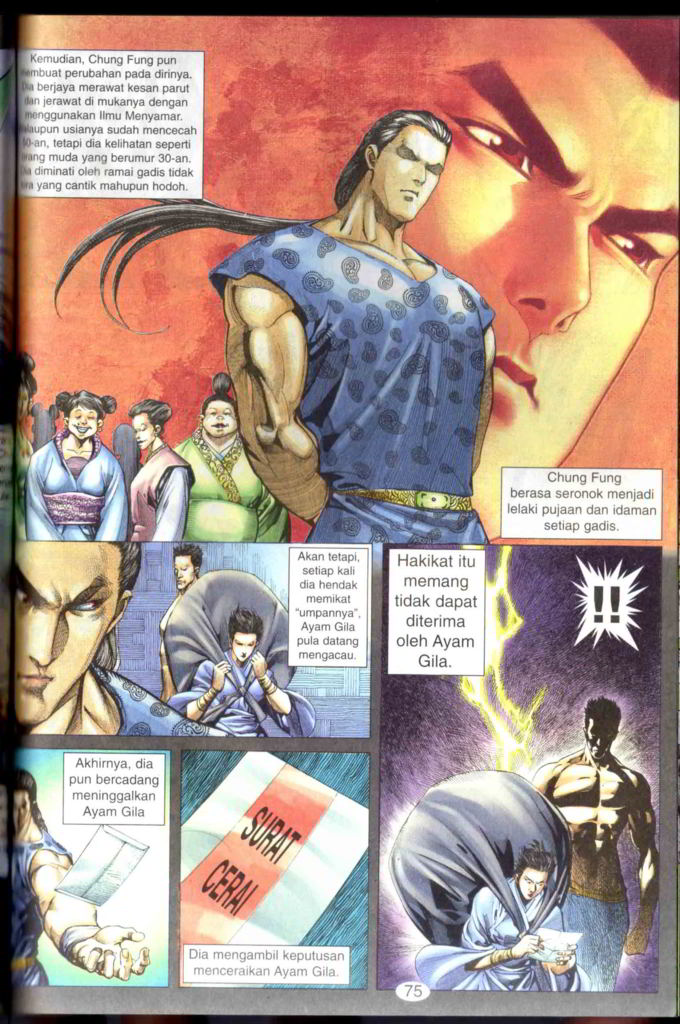 Kemudian, Chung Fung pun
membuat perubahan pada dirinya.
Dia berjaya merawat kesan parut
dan jerawat di mukanya dengan
menggunakan Ilmu Menyamar.
Walaupun usianya sudah mencecah
tetapi dia kelihatan seperti
orang muda yang berumur 30-an.
Dia diminati oleh ramai gadis tidak
kira yang cantik mahupun hodoh.
Chung Fung
berasa seronok menjadi
lelaki pujaan dan idaman
setiap gadis.
Akan tetapi,
setiap kali
dia hendak
memikat
"umpannya",
Ayam Gila
pula datang
mengacau.
Hakikat itu
memang
tidak dapat
diterima
oleh Ayam
Gila.
!!
Akhirnya, dia
pun bercadang
meninggalkan
Ayam Gila
SURAT
CERAI
Dia mengambil keputusan
menceraikan Ayam Gila.
75